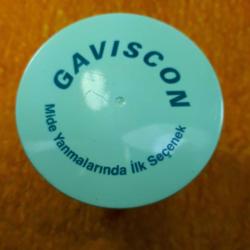 GAVISCON
Mide Yanmalarında İlk Seçenek